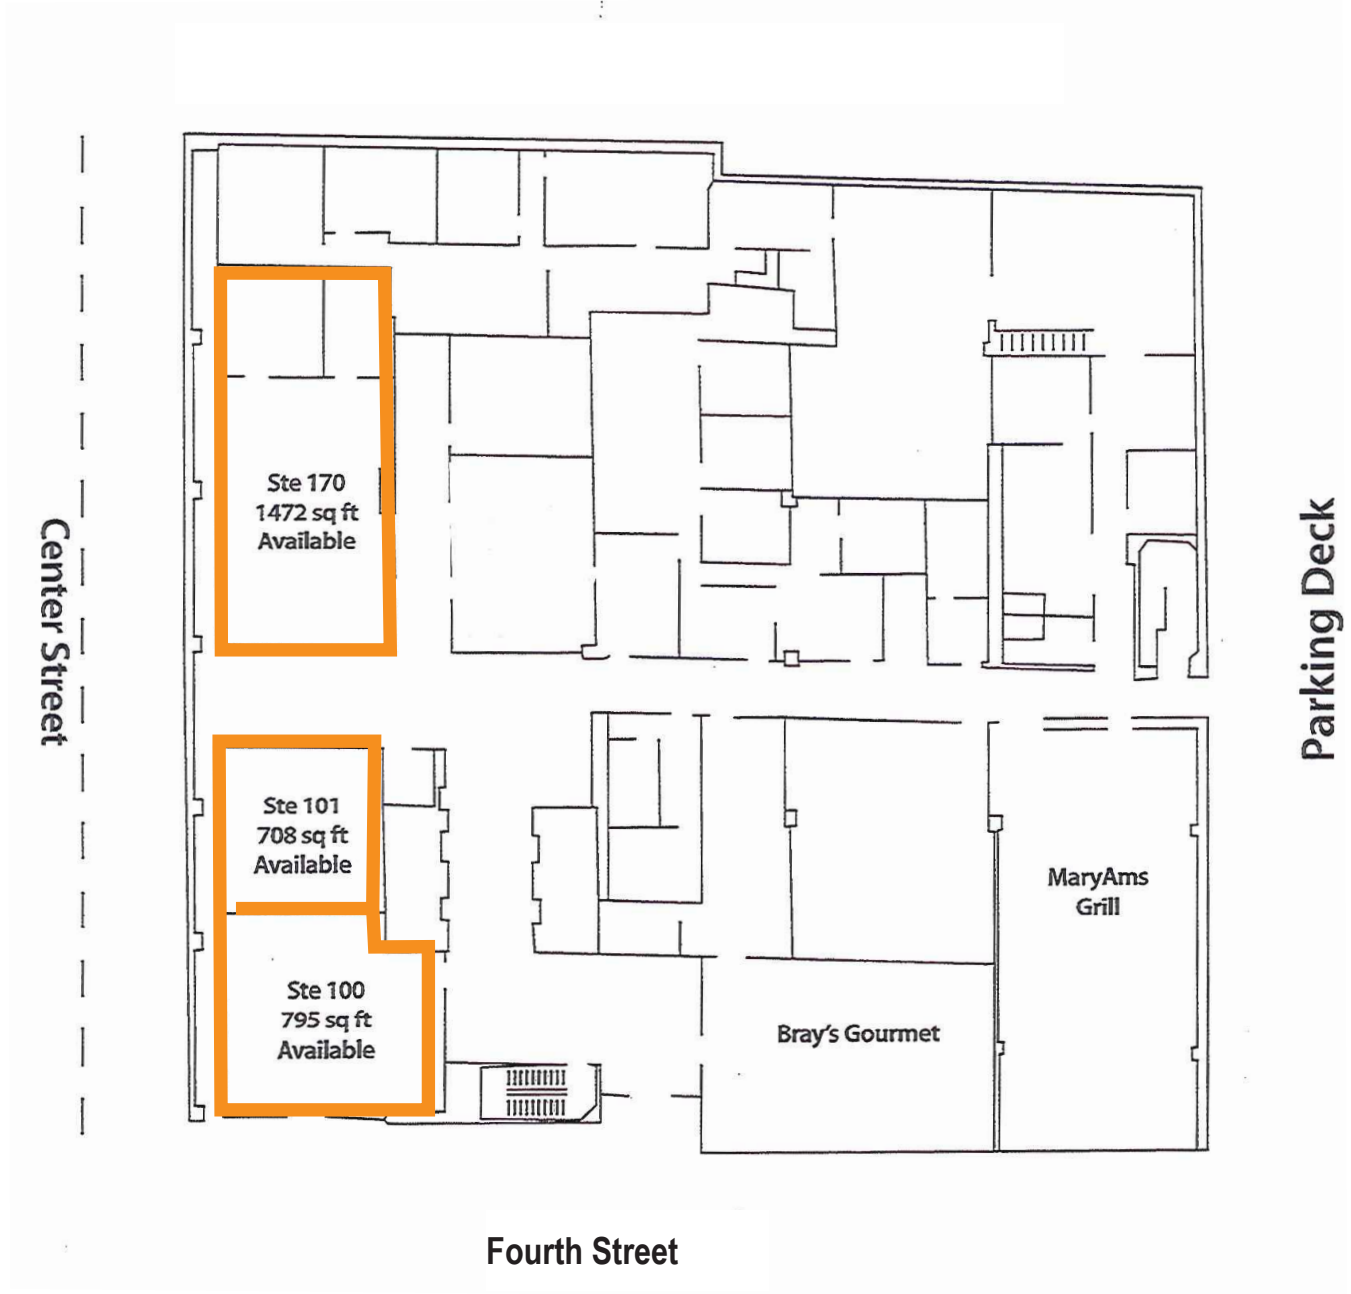 Ste 170
1472 sq ft
Available
Center Street
Parking Deck
Ste 101
708 sq ft
Available
MaryAms
Grill
Ste 100
795 sq ft
Available
Bray's Gourmet
Fourth Street